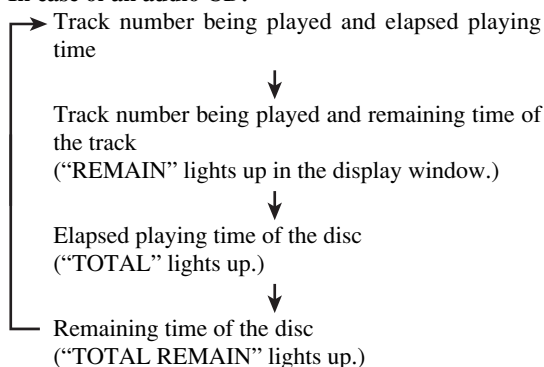 In case of an audio CD:
Track number being played and elapsed playing
time
Track number being played and remaining time of
the track
(“REMAIN” lights up in the display window.)
Elapsed playing time of the disc
(“TOTAL” lights up.)
Remaining time of the disc
(“TOTAL REMAIN” lights up.)